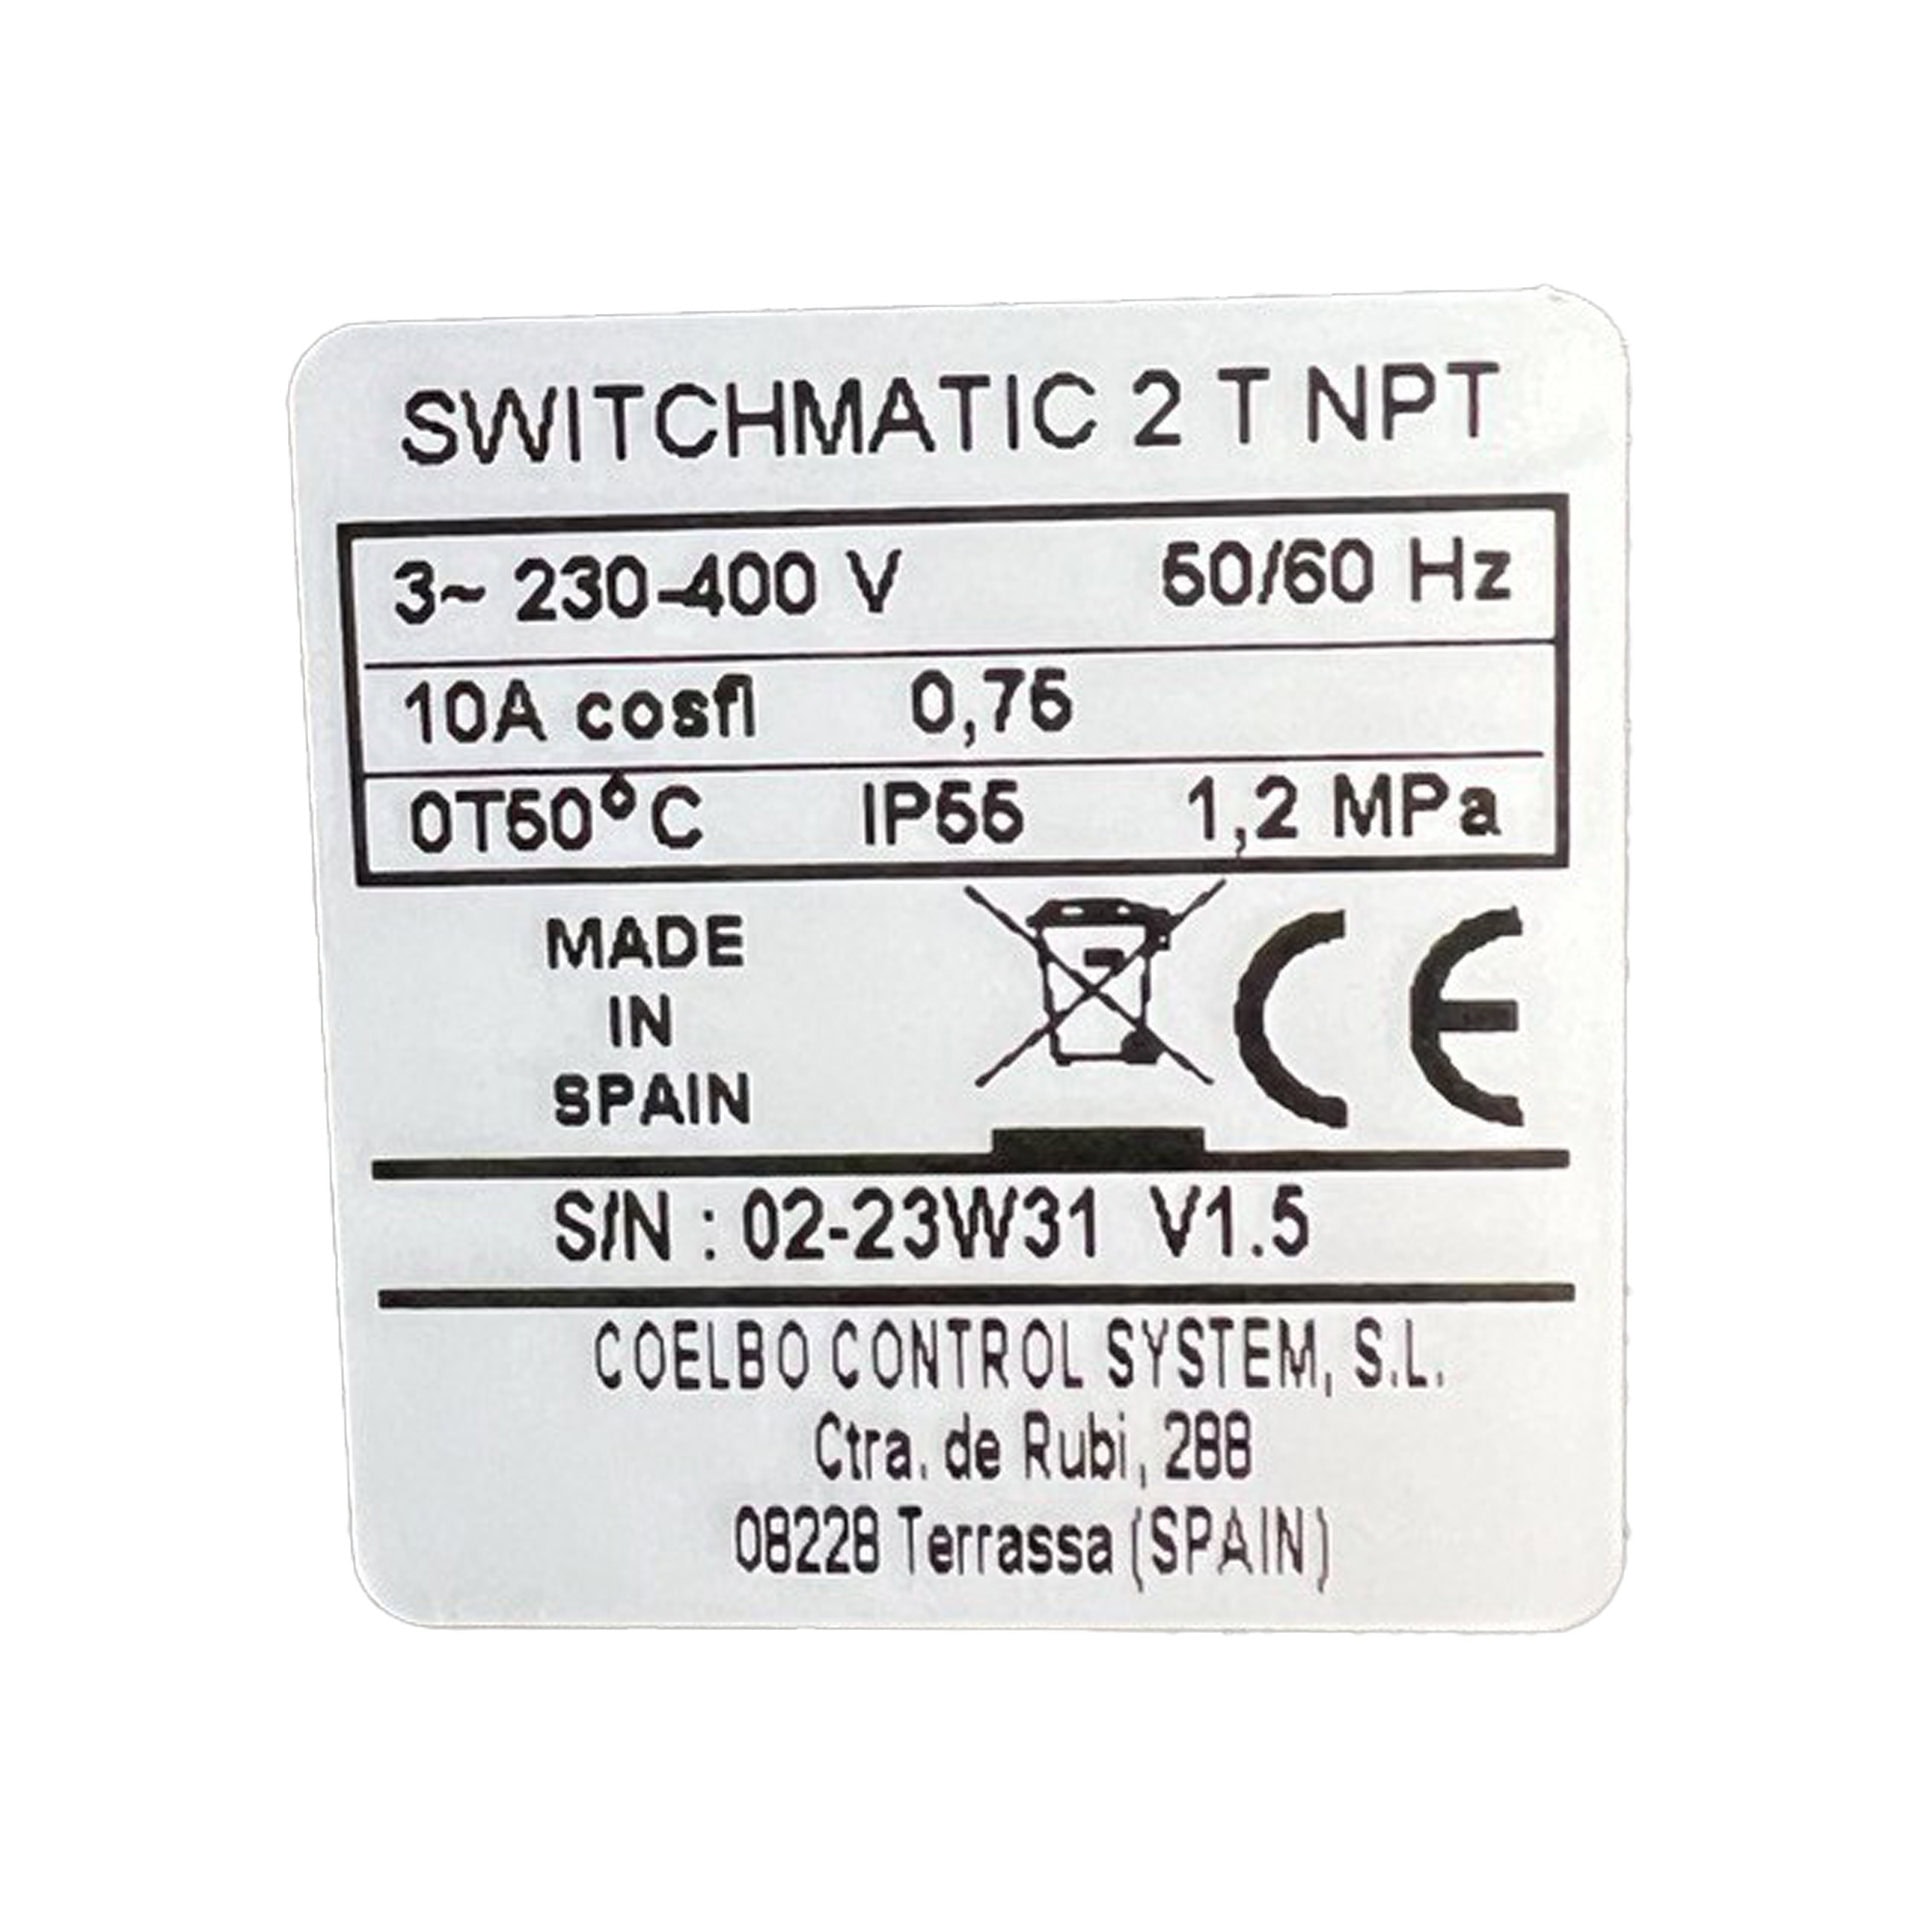 SWITCHMATIC 2 T NPT
3~ 230-400 V 50/60 Hz
10A cosfi 0,75
0T50°C IP55 1,2 MPa
MADE
IN
SPAIN
CE
S/N : 02-23W31 V1.5
COELBO CONTROL SYSTEM, S.L.
Ctra. de Rubi, 288
08228 Terrassa (SPAIN)